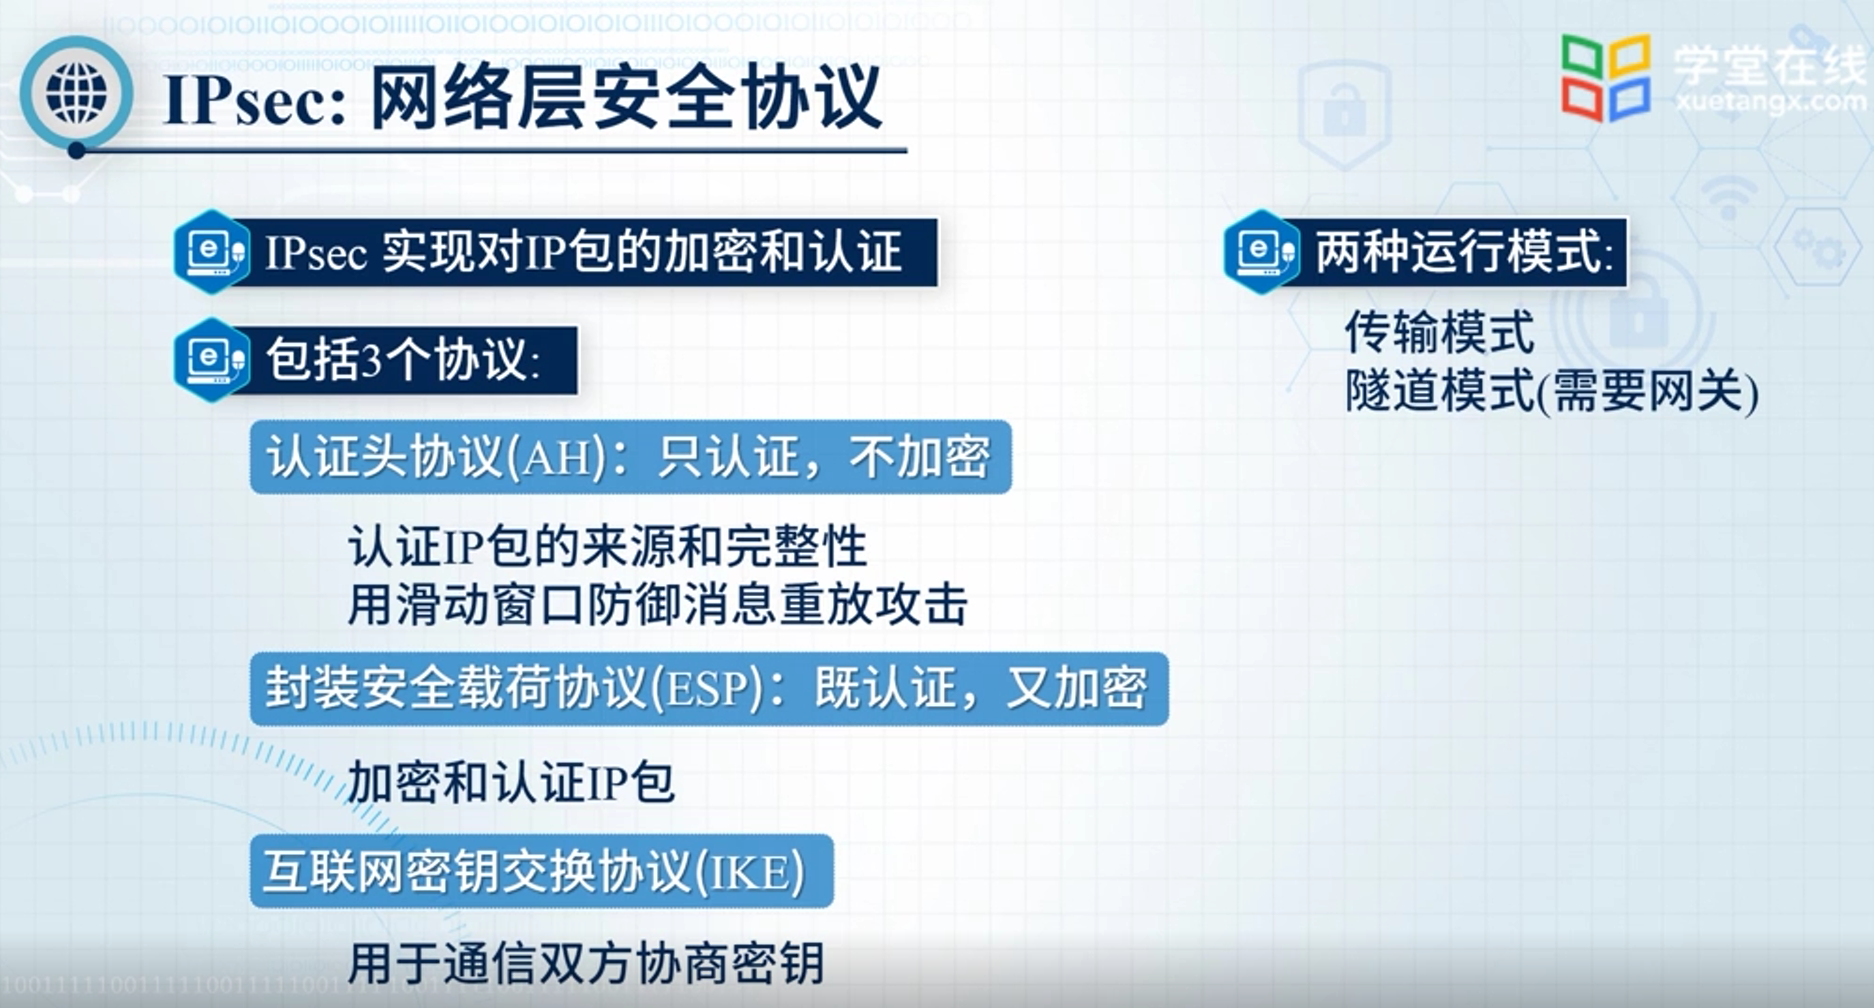 IPsec: 网络层安全协议
学堂在线
xuetangx.com
IPsec 实现对IP包的加密和认证
包括3个协议:
认证头协议(AH)：只认证，不加密
认证IP包的来源和完整性
用滑动窗口防御消息重放攻击
封装安全载荷协议(ESP)：既认证，又加密
加密和认证IP包
互联网密钥交换协议(IKE)
用于通信双方协商密钥
两种运行模式:
传输模式
隧道模式(需要网关)